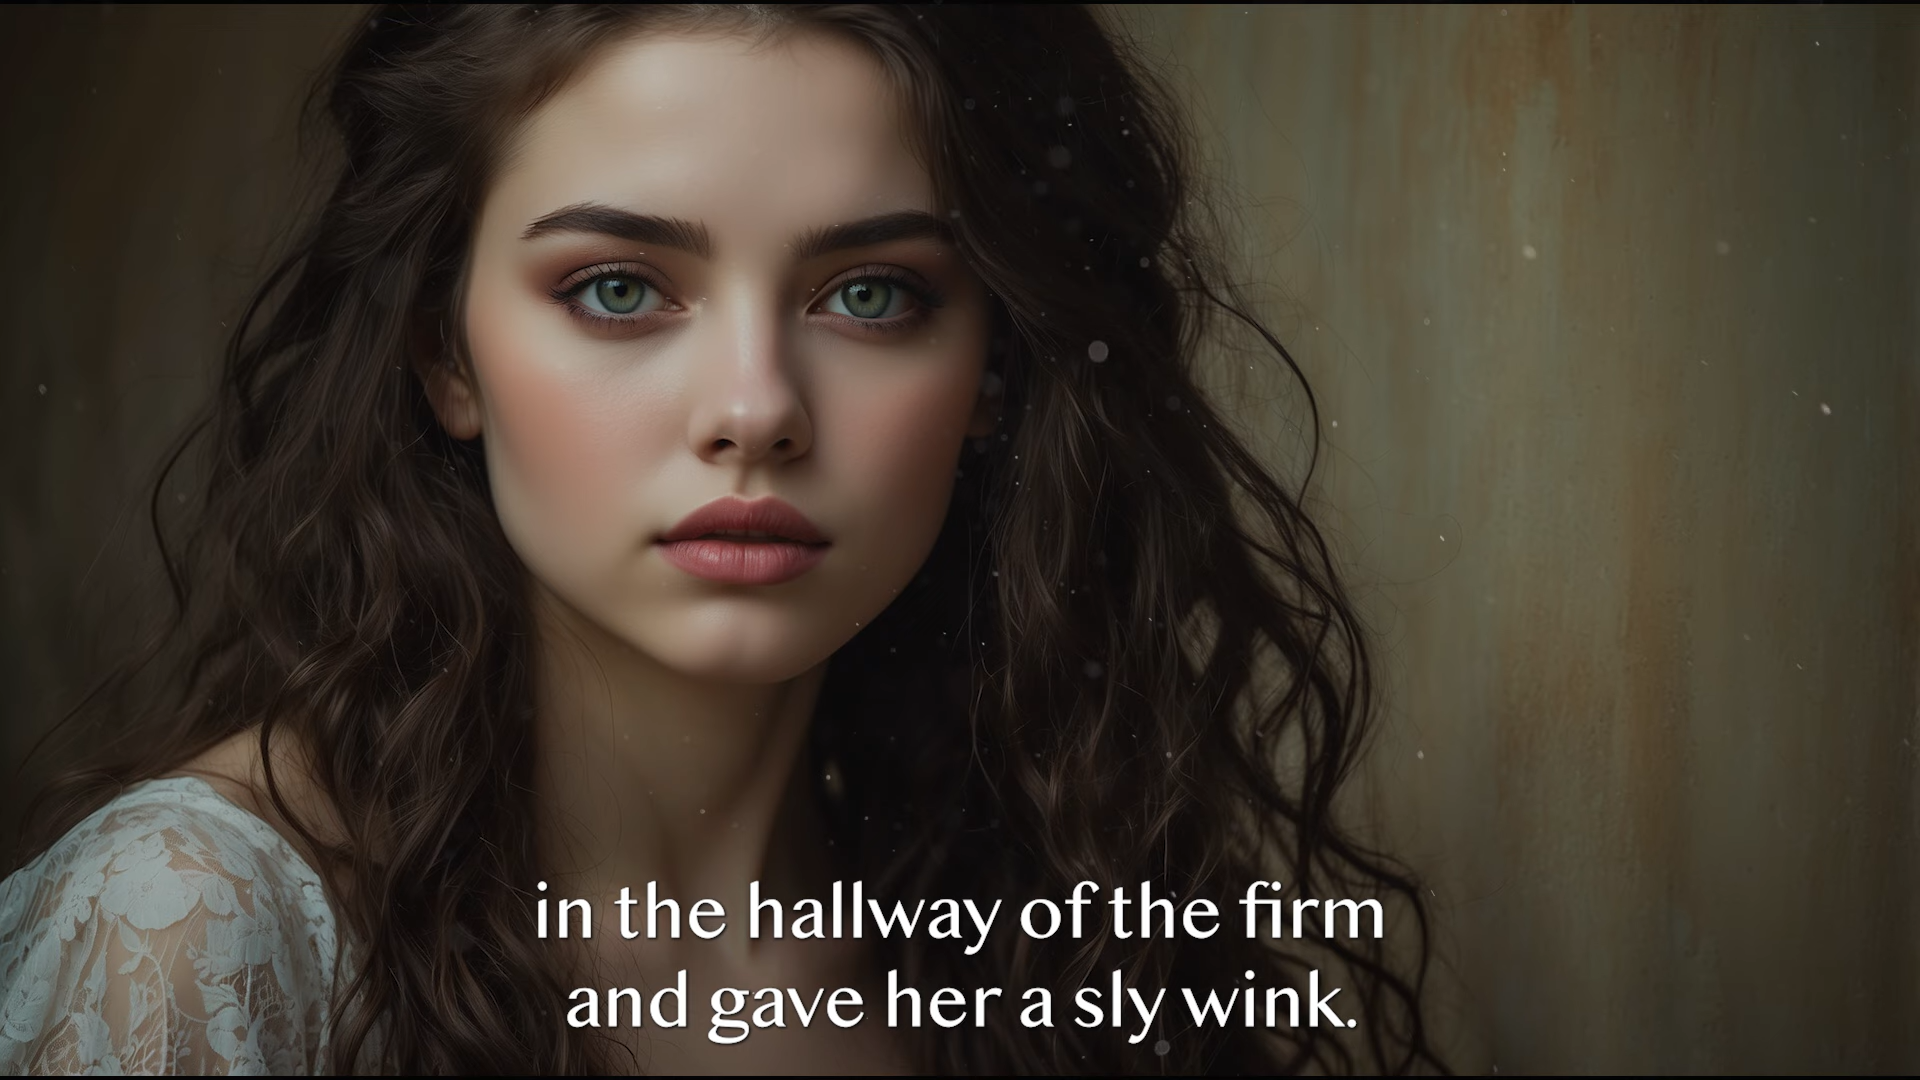 in the hallway of the firm
and gave her a sly wink.